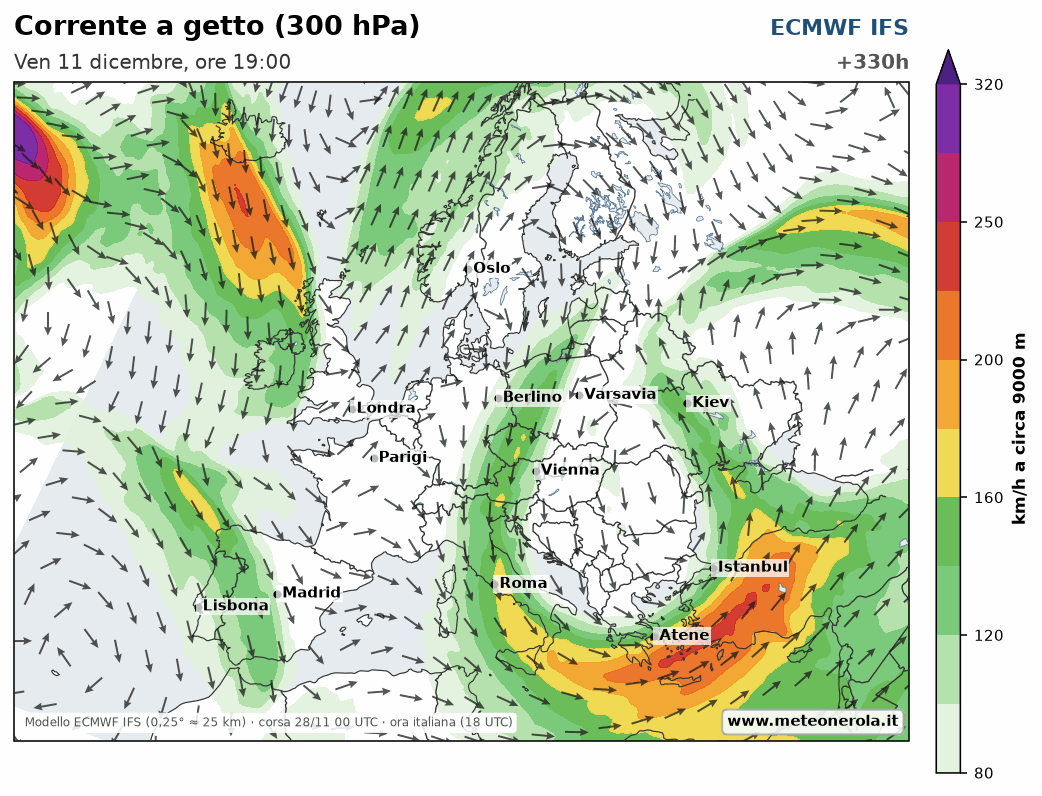 Corrente a getto (300 hPa)
ECMWF IFS
Ven 11 dicembre, ore 19:00
+330h
320
250
200
160
120
80
km/h a circa 9000 m
Oslo
Berlino
Varsavia
Kiev
Londra
Parigi
Vienna
Istanbul
Roma
Madrid
Lisbona
Atene
Modello ECMWF IFS (0,25° ≈ 25 km) · corsa 28/11 00 UTC · ora italiana (18 UTC)
www.meteonerola.it